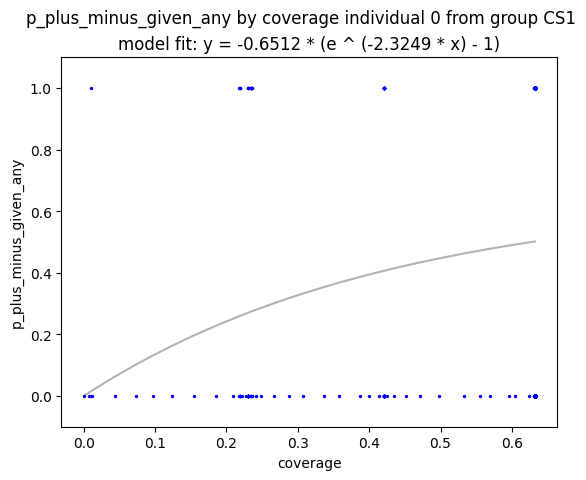 p_plus_minus_given_any by coverage individual 0 from group CS1
model fit: y = -0.6512 * (e ^ (-2.3249 * x) - 1)
1.0
0.8
0.6
0.4
0.2
0.0
p_plus_minus_given_any
0.0 0.1 0.2 0.3 0.4 0.5 0.6
coverage